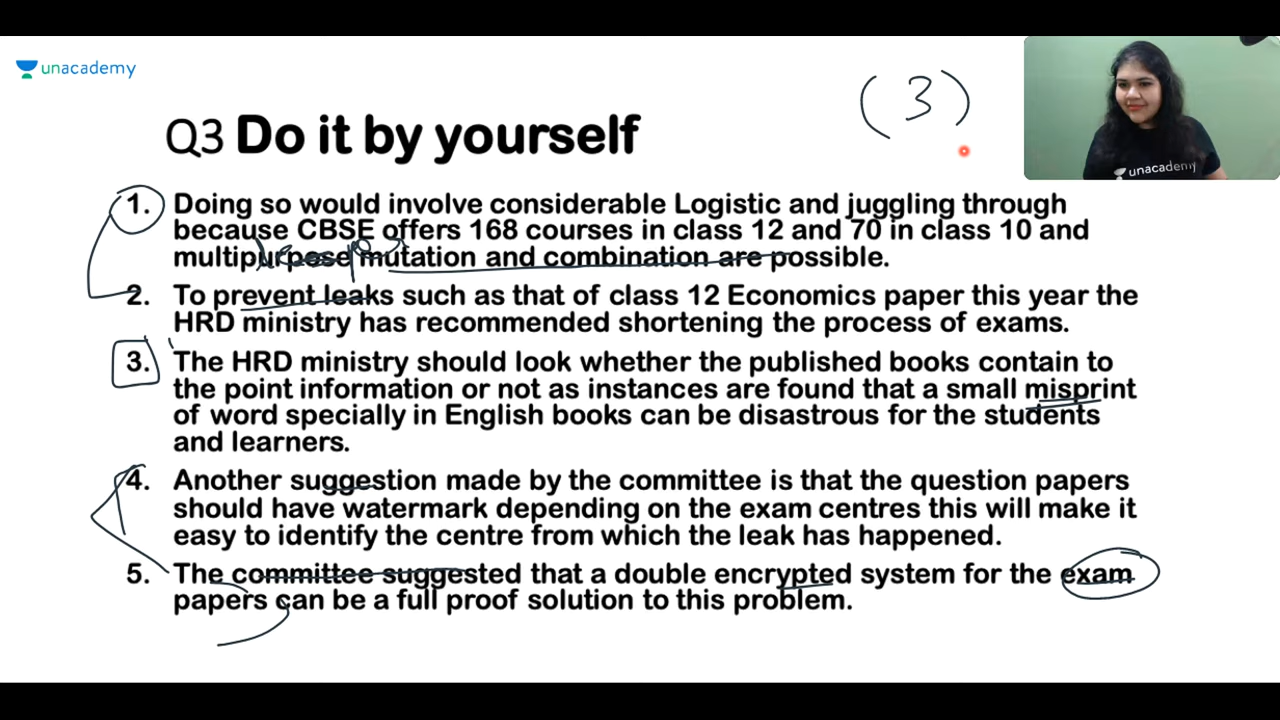 unacademy
(3)
Q3 Do it by yourself
unacademy
1. Doing so would involve considerable Logistic and juggling through
because CBSE offers 168 courses in class 12 and 70 in class 10 and
multipurpose mutation and combination are possible.
2. To prevent leaks such as that of class 12 Economics paper this year the
HRD ministry has recommended shortening the process of exams.
3. The HRD ministry should look whether the published books contain to
the point information or not as instances are found that a small misprint
of word specially in English books can be disastrous for the students
and learners.
4. Another suggestion made by the committee is that the question papers
should have watermark depending on the exam centres this will make it
easy to identify the centre from which the leak has happened.
5. The committee suggested that a double encrypted system for the exam
papers can be a full proof solution to this problem.